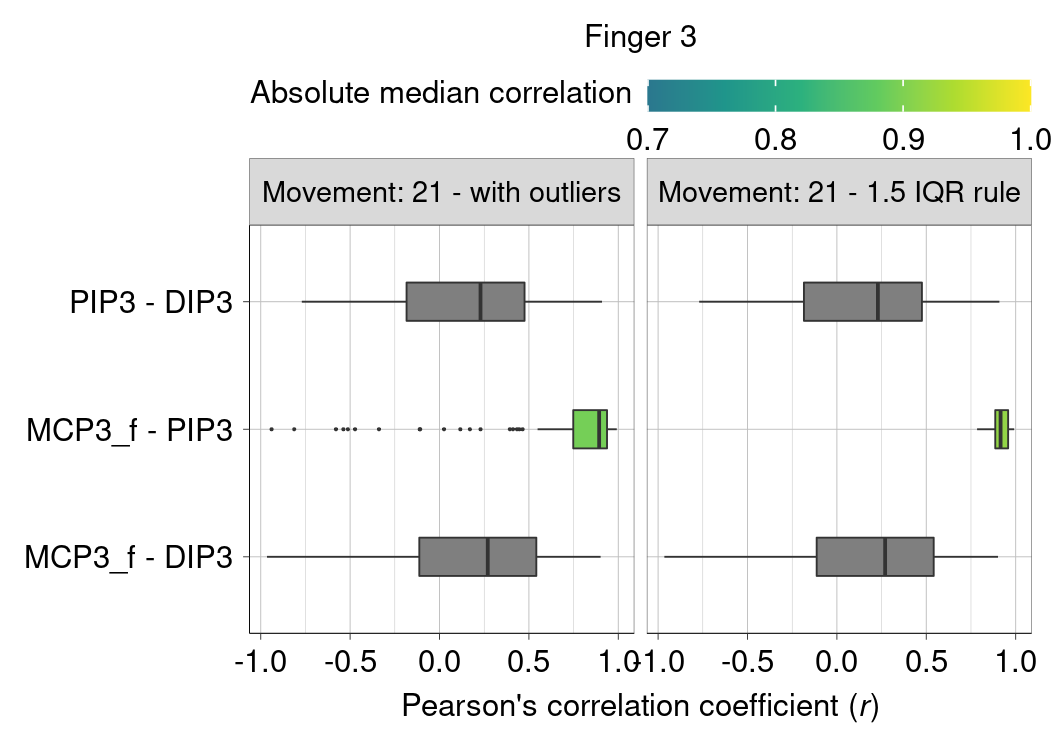 Finger 3
Absolute median correlation
0.7 0.8 0.9 1.0
Movement: 21 - with outliers
Movement: 21 - 1.5 IQR rule
PIP3 - DIP3
MCP3_f - PIP3
MCP3_f - DIP3
-1.0 -0.5 0.0 0.5 1.0
-1.0 -0.5 0.0 0.5 1.0
Pearson's correlation coefficient (r)